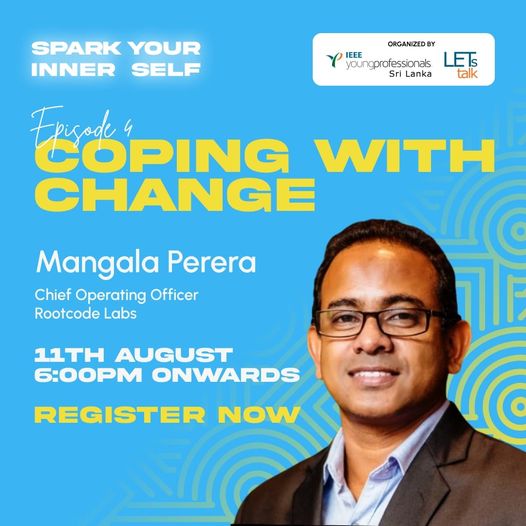 SPARK YOUR
INNER SELF
ORGANIZED BY
IEEE
youngprofessionals
Sri Lanka
LETs
talk
Episode 4
COPING WITH
CHANGE
Mangala Perera
Chief Operating Officer
Rootcode Labs
11TH AUGUST
6:00PM ONWARDS
REGISTER NOW